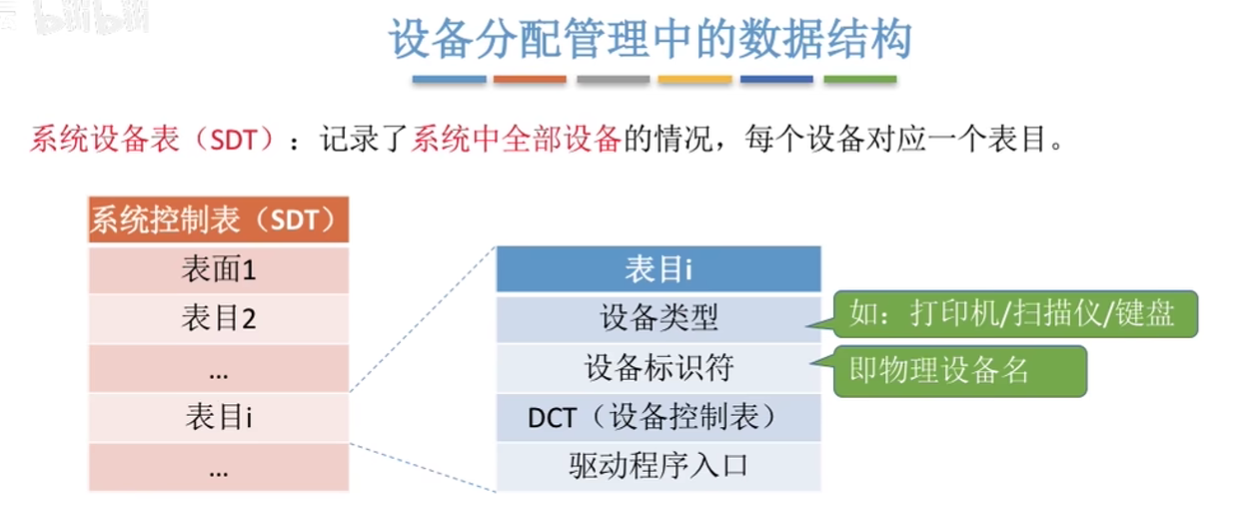 设备分配管理中的数据结构
系统设备表（SDT）：记录了系统中全部设备的情况，每个设备对应一个表目。
系统控制表（SDT）
表面1
表目2
...
表目i
...
表目i
设备类型
设备标识符
DCT（设备控制表）
驱动程序入口
如：打印机/扫描仪/键盘
即物理设备名